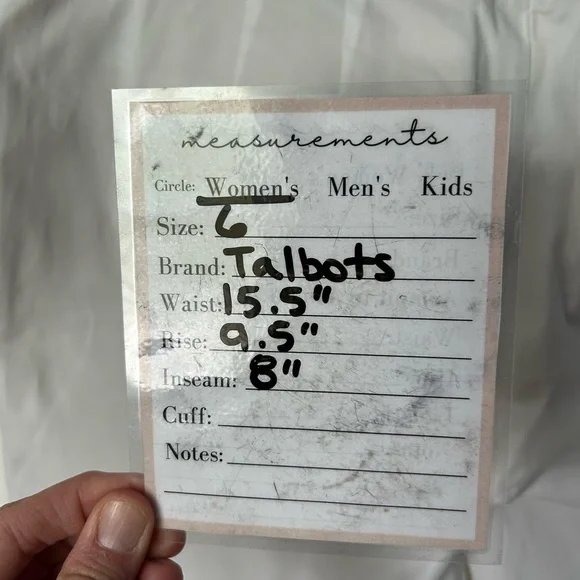 measurements
Circle: Women's Men's Kids
Size: 6
Brand: Talbots
Waist: 15.5"
Rise: 9.5"
Inseam: 8"
Cuff:
Notes: